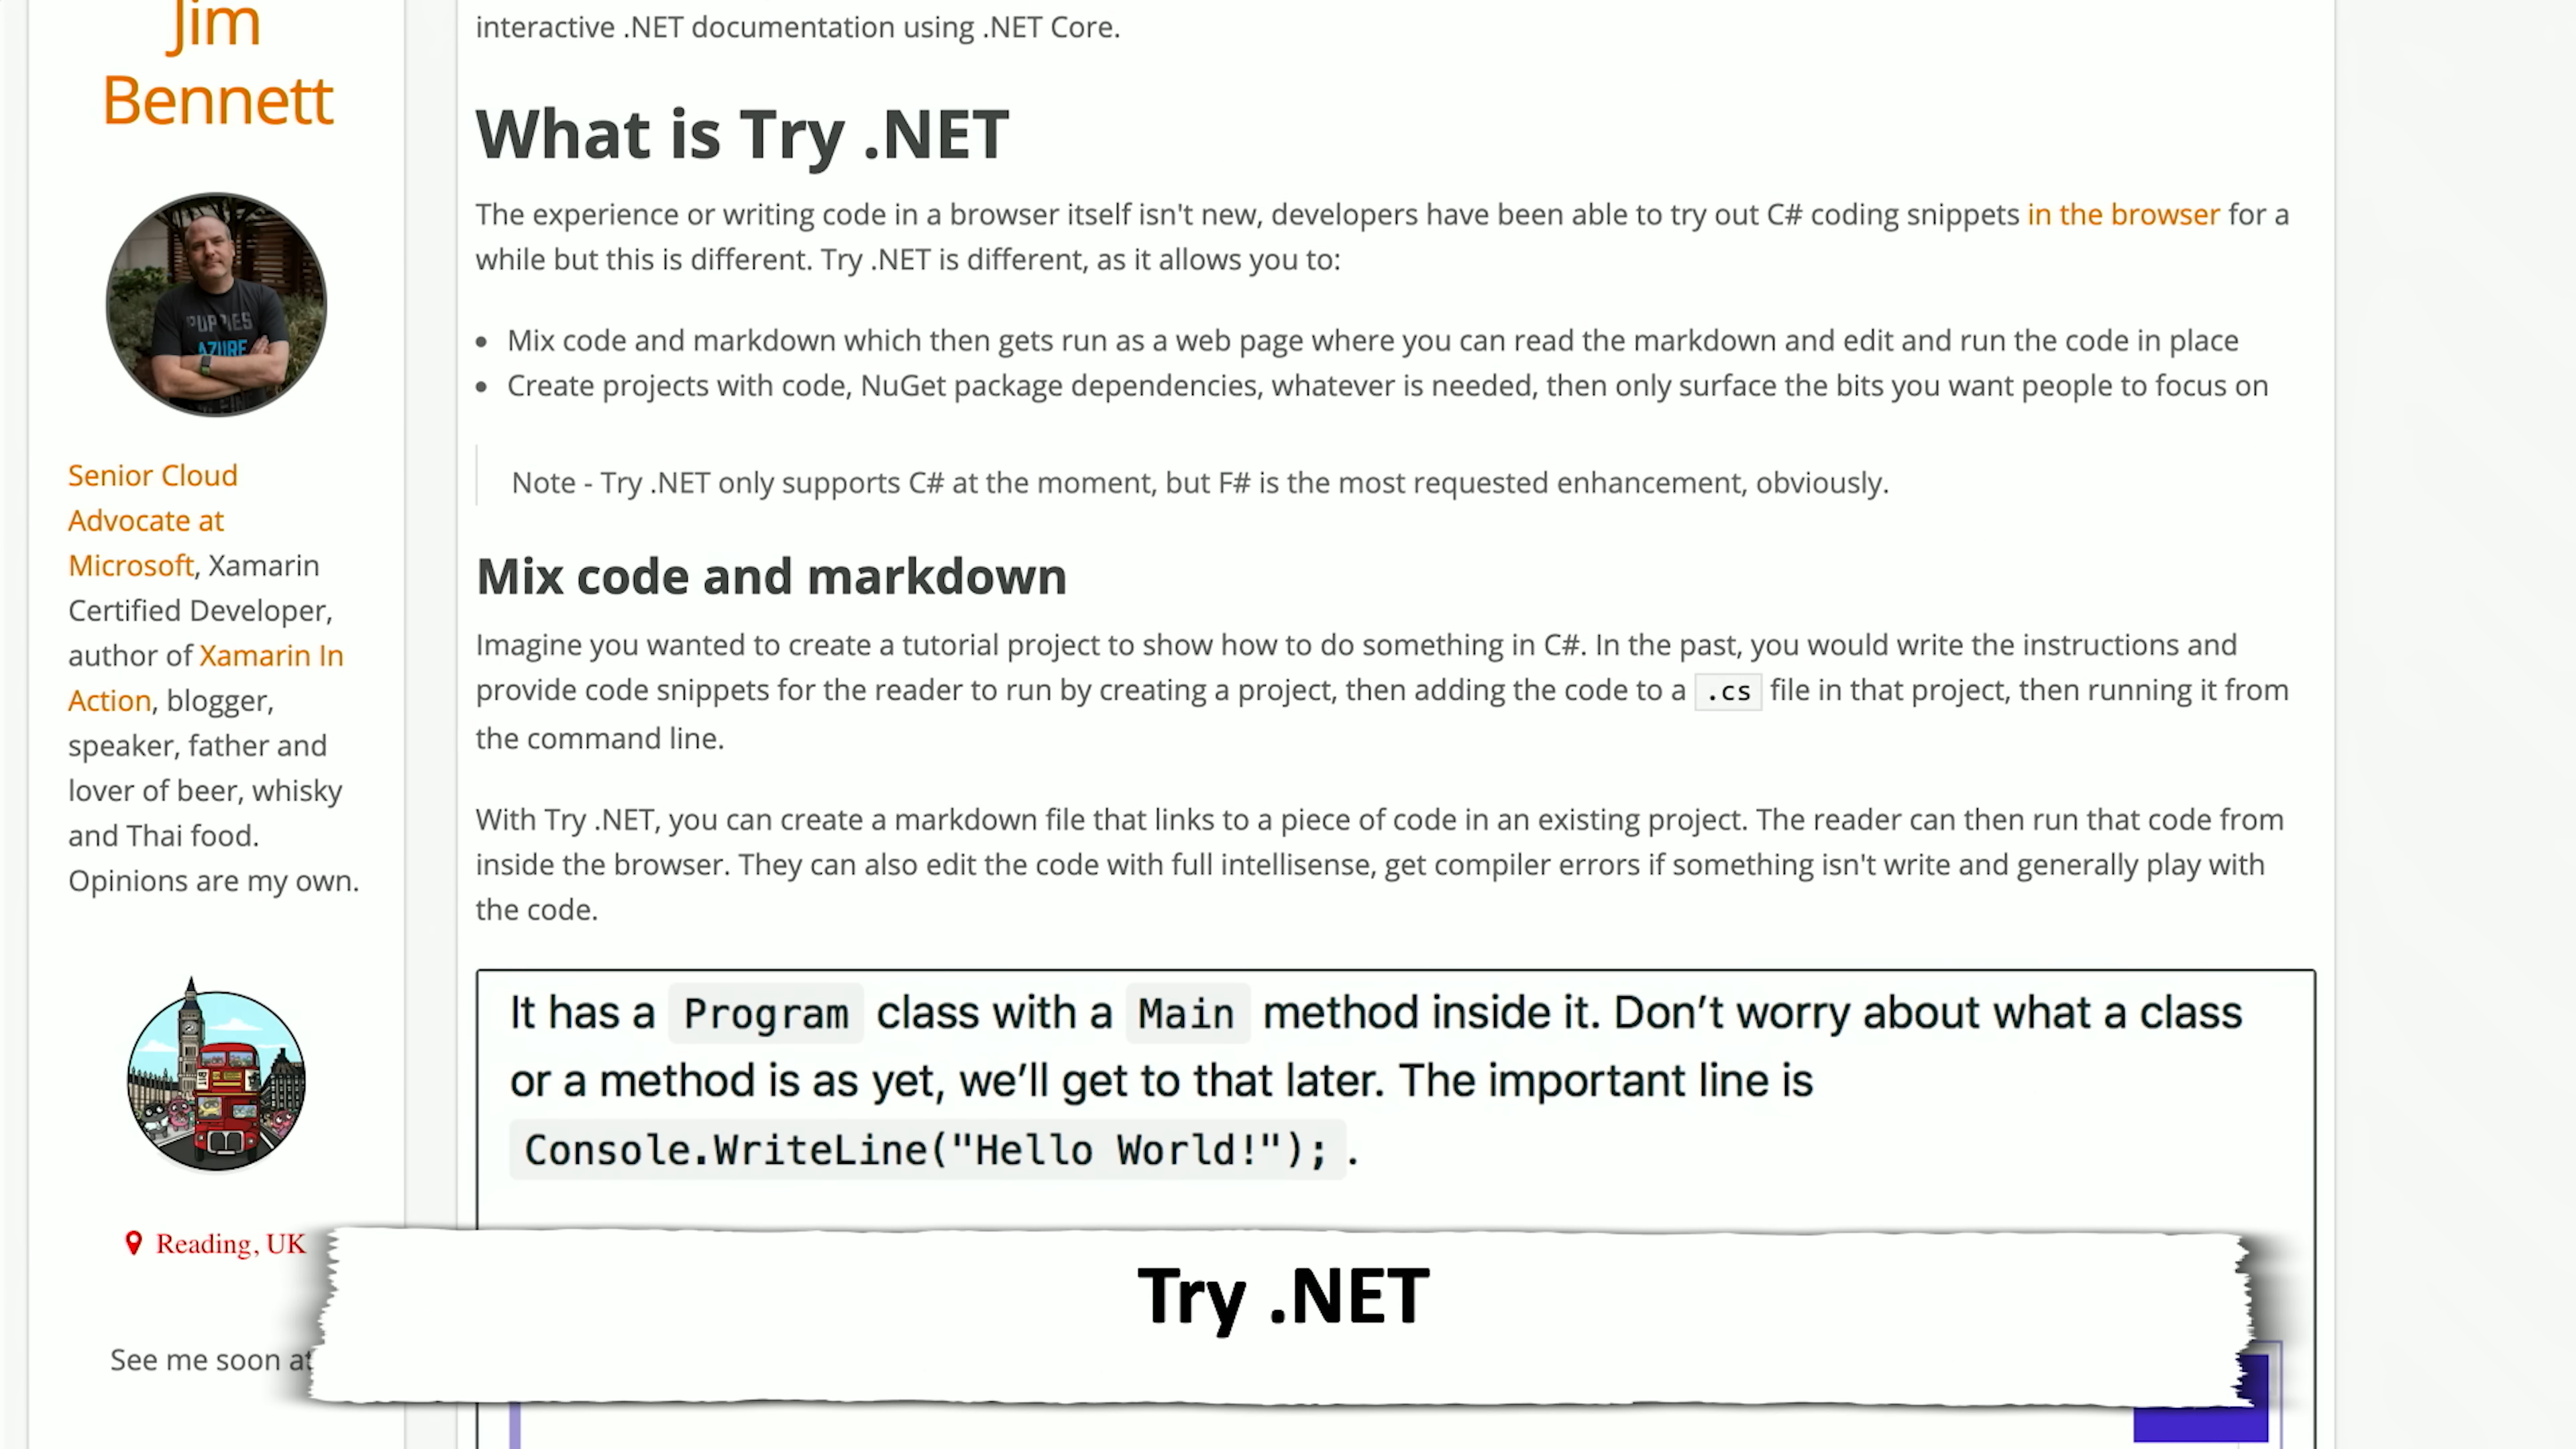 Jim
Bennett
PUPPIES
AZURE
Senior Cloud
Advocate at
Microsoft, Xamarin
Certified Developer,
author of Xamarin In
Action, blogger,
speaker, father and
lover of beer, whisky
and Thai food.
Opinions are my own.
Reading, UK
See me soon at
interactive .NET documentation using .NET Core.
What is Try .NET
The experience or writing code in a browser itself isn't new, developers have been able to try out C# coding snippets in the browser for a
while but this is different. Try .NET is different, as it allows you to:
• Mix code and markdown which then gets run as a web page where you can read the markdown and edit and run the code in place
• Create projects with code, NuGet package dependencies, whatever is needed, then only surface the bits you want people to focus on
Note - Try .NET only supports C# at the moment, but F# is the most requested enhancement, obviously.
Mix code and markdown
Imagine you wanted to create a tutorial project to show how to do something in C#. In the past, you would write the instructions and
provide code snippets for the reader to run by creating a project, then adding the code to a .cs file in that project, then running it from
the command line.
With Try .NET, you can create a markdown file that links to a piece of code in an existing project. The reader can then run that code from
inside the browser. They can also edit the code with full intellisense, get compiler errors if something isn't write and generally play with
the code.
It has a Program class with a Main method inside it. Don’t worry about what a class
or a method is as yet, we’ll get to that later. The important line is
Console.WriteLine("Hello World!"); .
Try .NET